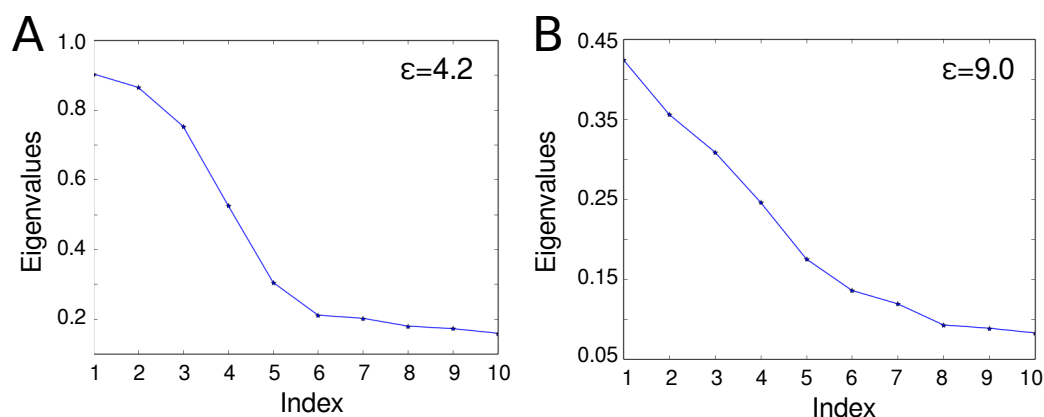 A
ε=4.2
Eigenvalues
1.0
0.8
0.6
0.4
0.2
1 2 3 4 5 6 7 8 9 10
Index
B
ε=9.0
Eigenvalues
0.45
0.35
0.25
0.15
0.05
1 2 3 4 5 6 7 8 9 10
Index